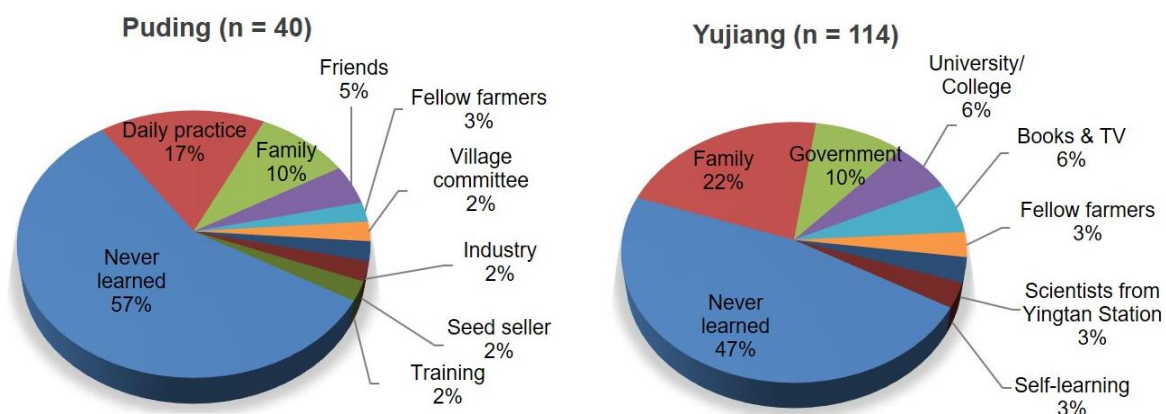 Puding (n = 40)
Friends
5%
Fellow farmers
3%
Village
committee
2%
Industry
2%
Seed seller
2%
Training
2%
Never
learned
57%
Daily practice
17%
Family
10%
Yujiang (n = 114)
University/
College
6%
Books & TV
6%
Fellow farmers
3%
Scientists from
Yingtan Station
3%
Self-learning
3%
Never
learned
47%
Family
22%
Government
10%